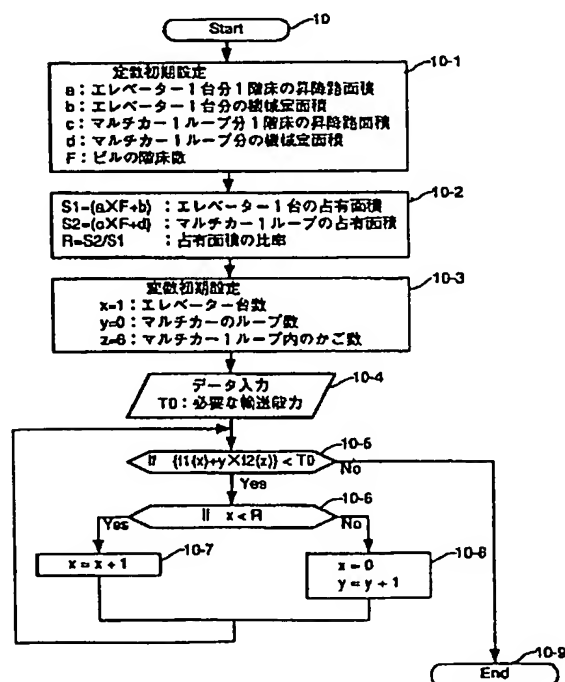 Start
10
定数初期設定
10-1
a：エレベーター1台分1階床の昇降路面積
b：エレベーター1台分の機械室面積
c：マルチカー1ループ分1階床の昇降路面積
d：マルチカー1ループ分の機械室面積
F：ビルの階床数
10-2
S1=(a×F+b)：エレベーター1台の占有面積
S2=(c×F+d)：マルチカー1ループの占有面積
R=S2/S1：占有面積の比率
10-3
変数初期設定
x=1：エレベーター台数
y=0：マルチカーのループ数
z=6：マルチカー1ループ内のかご数
10-4
データ入力
T0：必要な輸送能力
10-5
If {f1(x)+y×f2(z)} < T0
No
Yes
10-6
If x < R
Yes
No
10-7
x = x + 1
10-8
x = 0
y = y + 1
10-9
End